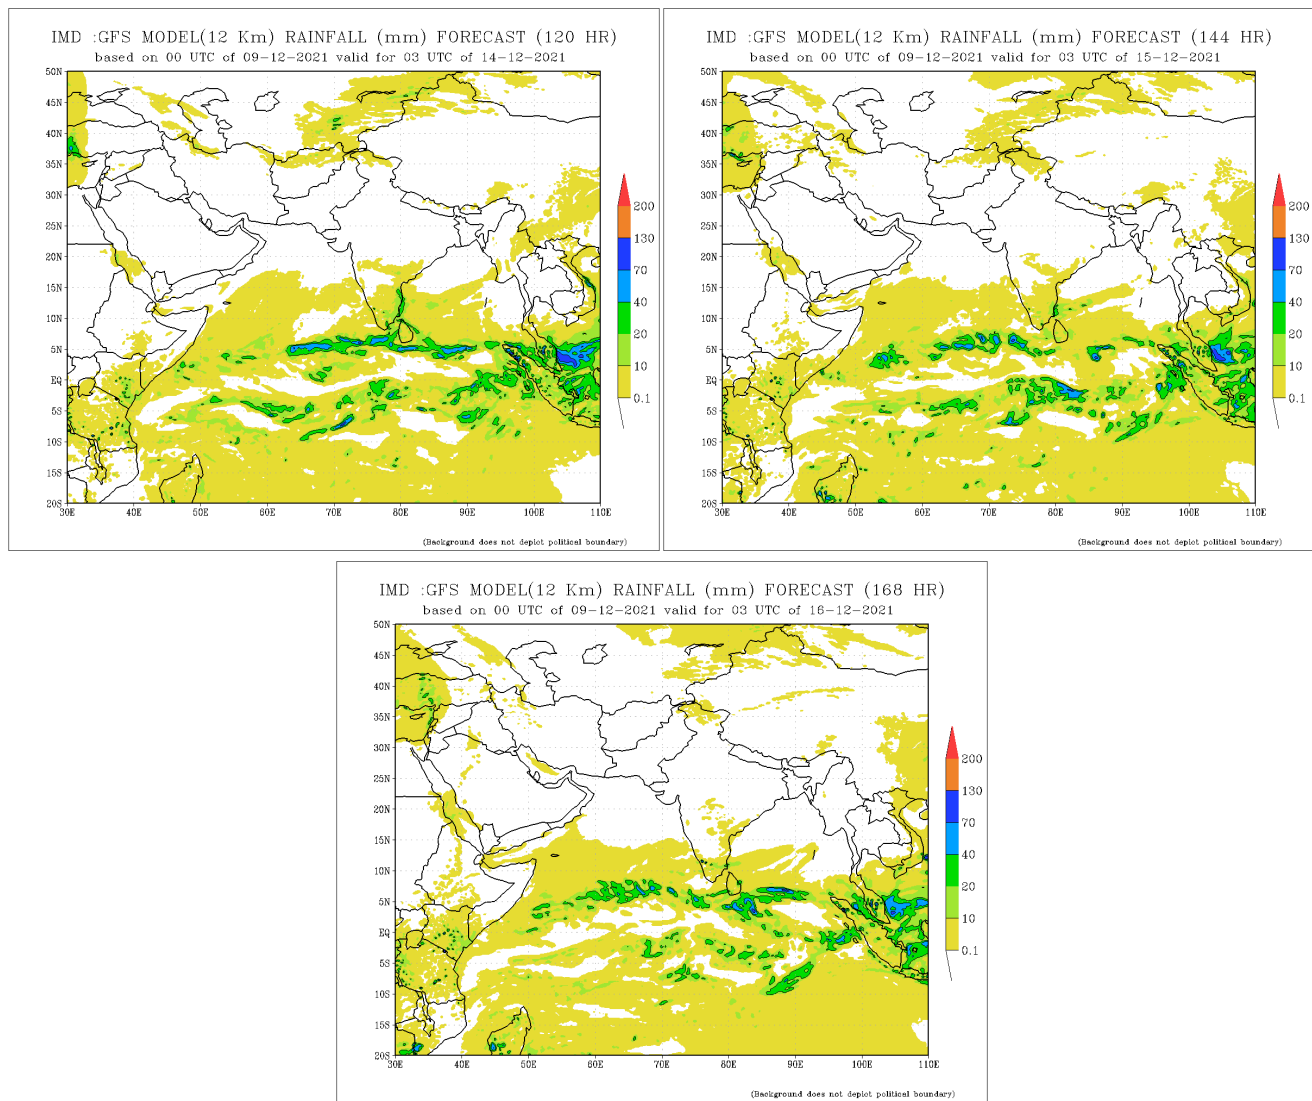 IMD :GFS MODEL(12 Km) RAINFALL (mm) FORECAST (120 HR)
based on 00 UTC of 09-12-2021 valid for 03 UTC of 14-12-2021
50N
45N
40N
35N
30N
25N
20N
15N
10N
5N
EQ
5S
10S
15S
20S
30E 40E 50E 60E 70E 80E 90E 100E 110E
200
130
70
40
20
10
0.1
(Background does not depict political boundary)
IMD :GFS MODEL(12 Km) RAINFALL (mm) FORECAST (144 HR)
based on 00 UTC of 09-12-2021 valid for 03 UTC of 15-12-2021
50N
45N
40N
35N
30N
25N
20N
15N
10N
5N
EQ
5S
10S
15S
20S
30E 40E 50E 60E 70E 80E 90E 100E 110E
200
130
70
40
20
10
0.1
(Background does not depict political boundary)
IMD :GFS MODEL(12 Km) RAINFALL (mm) FORECAST (168 HR)
based on 00 UTC of 09-12-2021 valid for 03 UTC of 16-12-2021
50N
45N
40N
35N
30N
25N
20N
15N
10N
5N
EQ
5S
10S
15S
20S
30E 40E 50E 60E 70E 80E 90E 100E 110E
200
130
70
40
20
10
0.1
(Background does not depict political boundary)